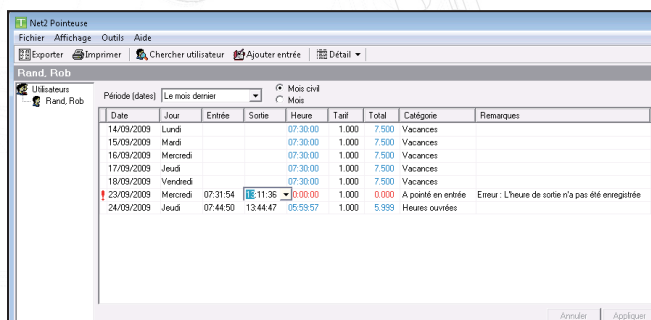 Net2 Pointeuse
Fichier Affichage Outils Aide
Exporter Imprimer Chercher utilisateur Ajouter entrée Détail
Rand, Rob
Utilisateurs
Rand, Rob
Période (dates) Le mois dernier Mois civil
Mois
Date Jour Entrée Sortie Heure Tarif Total Catégorie Remarques
14/09/2009 Lundi 07:30:00 1.000 7.500 Vacances
15/09/2009 Mardi 07:30:00 1.000 7.500 Vacances
16/09/2009 Mercredi 07:30:00 1.000 7.500 Vacances
17/09/2009 Jeudi 07:30:00 1.000 7.500 Vacances
18/09/2009 Vendredi 07:30:00 1.000 7.500 Vacances
! 23/09/2009 Mercredi 07:31:54 13:11:36 0:00:00 1.000 0.000 A pointé en entrée Erreur : L'heure de sortie n'a pas été enregistrée
24/09/2009 Jeudi 07:44:50 13:44:47 05:59:57 1.000 5.999 Heures ouvrées
Annuler Appliquer